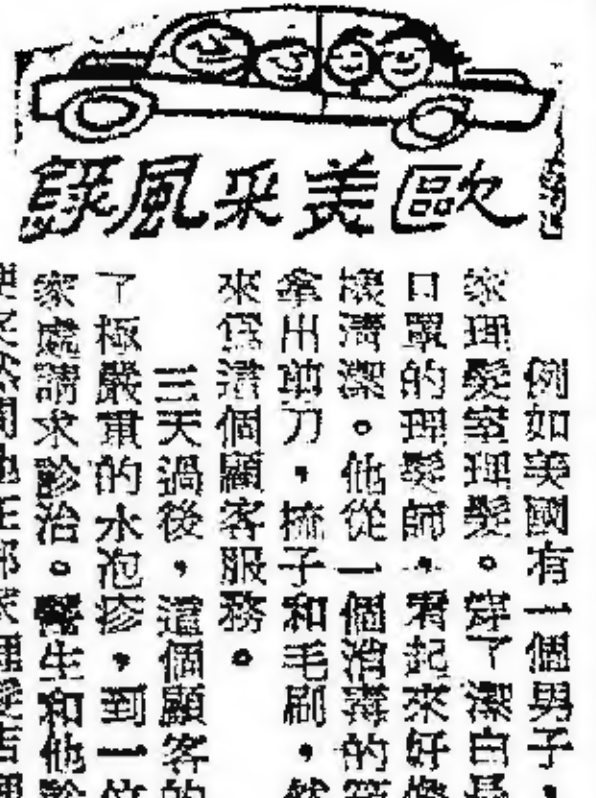 歐美采風錄
例如美國有一個男子，
家理髮室理髮。穿了潔白長
口罩的理髮師，看起來好像
清潔。他從一個消毒的
拿出剪刀，梳子和毛刷，然
來為這個顧客服務。
三天過後，這個顧客的
了極嚴重的水泡疹，到一位
家處請求診治。醫生和他診